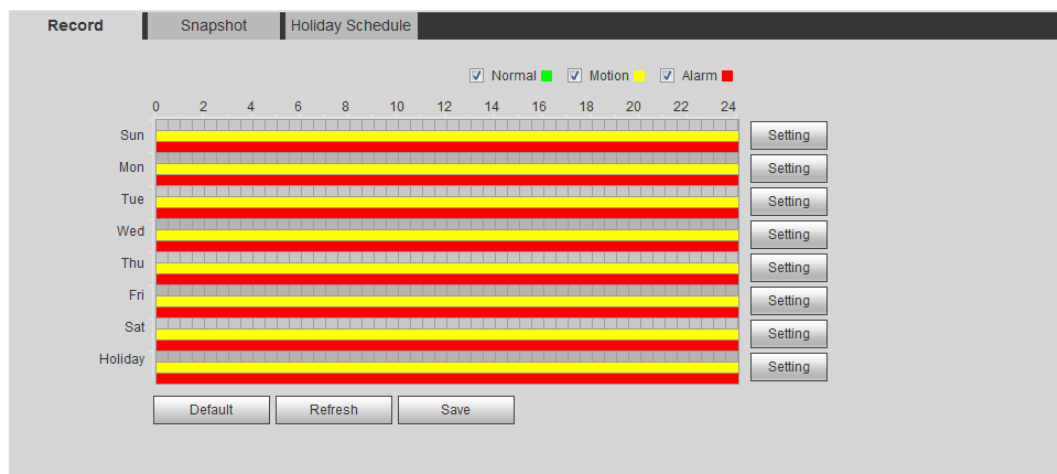 Record Snapshot Holiday Schedule
Normal Motion Alarm
0 2 4 6 8 10 12 14 16 18 20 22 24
Sun Setting
Mon Setting
Tue Setting
Wed Setting
Thu Setting
Fri Setting
Sat Setting
Holiday Setting
Default Refresh Save